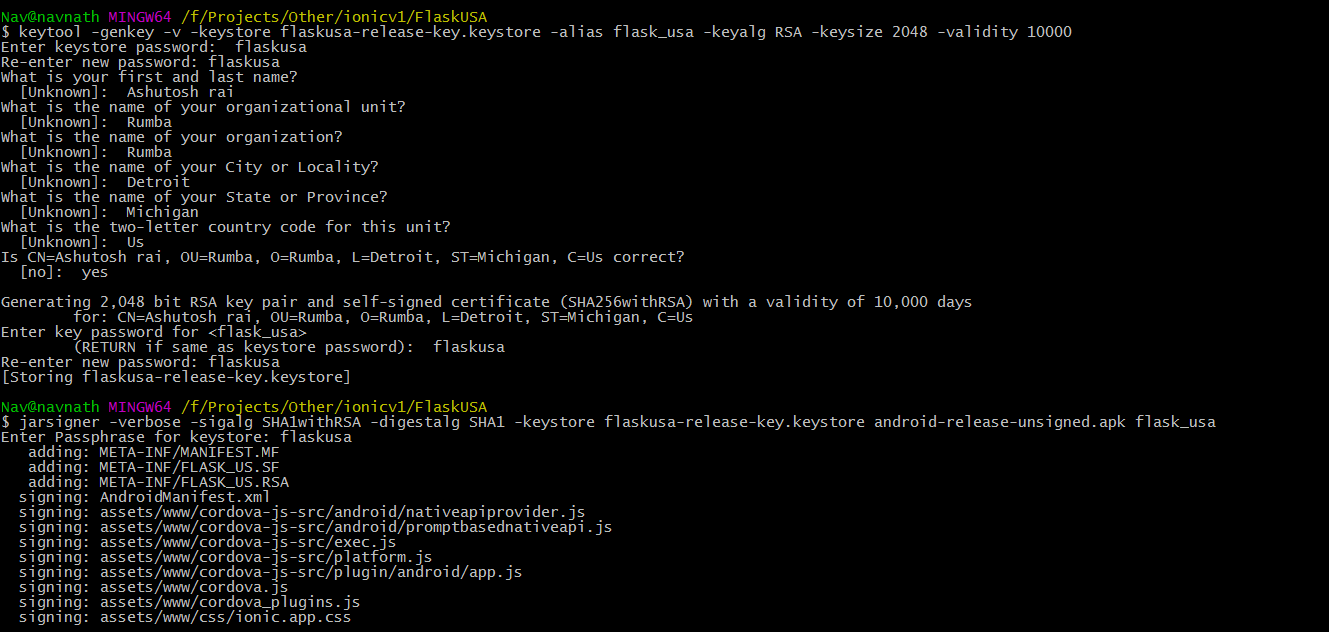 Nav@navnath MINGW64 /f/Projects/Other/ionicv1/FlaskUSA
$ keytool -genkey -v -keystore flaskusa-release-key.keystore -alias flask_usa -keyalg RSA -keysize 2048 -validity 10000
Enter keystore password:  flaskusa
Re-enter new password: flaskusa
What is your first and last name?
  [Unknown]:  Ashutosh rai
What is the name of your organizational unit?
  [Unknown]:  Rumba
What is the name of your organization?
  [Unknown]:  Rumba
What is the name of your City or Locality?
  [Unknown]:  Detroit
What is the name of your State or Province?
  [Unknown]:  Michigan
What is the two-letter country code for this unit?
  [Unknown]:  Us
Is CN=Ashutosh rai, OU=Rumba, O=Rumba, L=Detroit, ST=Michigan, C=Us correct?
  [no]:  yes

Generating 2,048 bit RSA key pair and self-signed certificate (SHA256withRSA) with a validity of 10,000 days
        for: CN=Ashutosh rai, OU=Rumba, O=Rumba, L=Detroit, ST=Michigan, C=Us
Enter key password for <flask_usa>
        (RETURN if same as keystore password):  flaskusa
Re-enter new password: flaskusa
[Storing flaskusa-release-key.keystore]

Nav@navnath MINGW64 /f/Projects/Other/ionicv1/FlaskUSA
$ jarsigner -verbose -sigalg SHA1withRSA -digestalg SHA1 -keystore flaskusa-release-key.keystore android-release-unsigned.apk flask_usa
Enter Passphrase for keystore: flaskusa
   adding: META-INF/MANIFEST.MF
   adding: META-INF/FLASK_US.SF
   adding: META-INF/FLASK_US.RSA
  signing: AndroidManifest.xml
  signing: assets/www/cordova-js-src/android/nativeapiprovider.js
  signing: assets/www/cordova-js-src/android/promptbasednativeapi.js
  signing: assets/www/cordova-js-src/exec.js
  signing: assets/www/cordova-js-src/platform.js
  signing: assets/www/cordova-js-src/plugin/android/app.js
  signing: assets/www/cordova.js
  signing: assets/www/cordova_plugins.js
  signing: assets/www/css/ionic.app.css